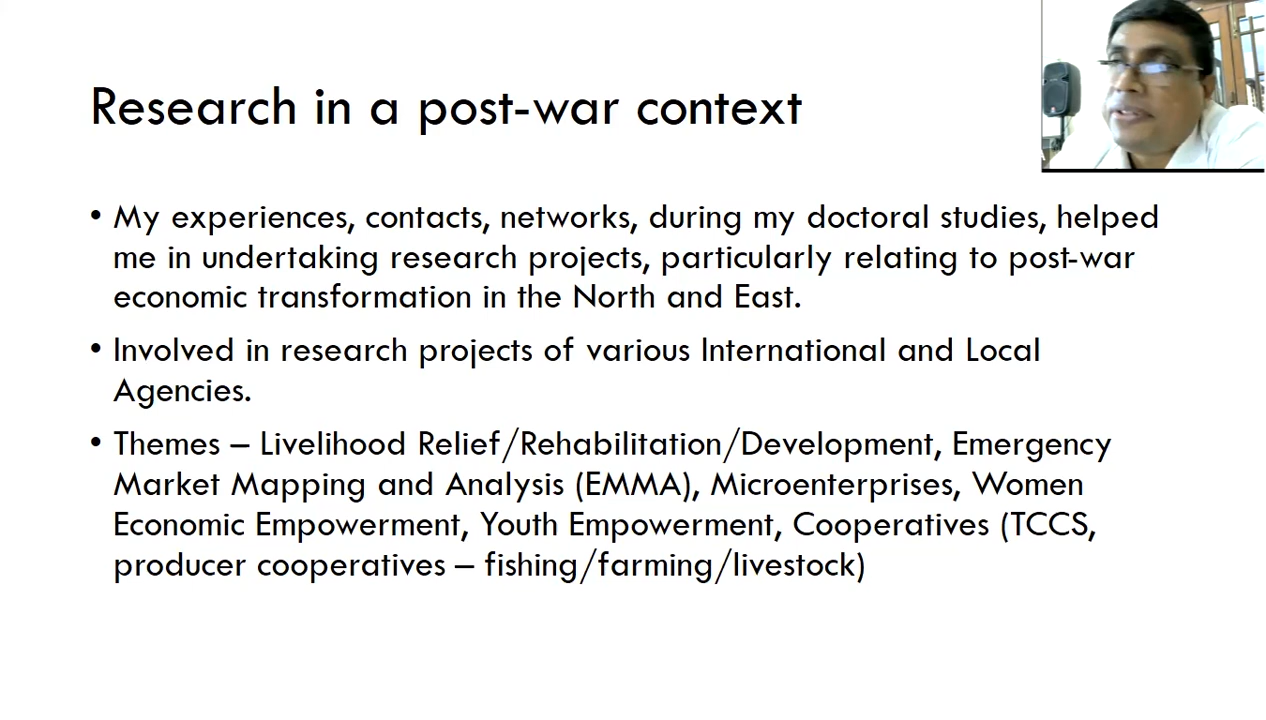 Research in a post-war context
• My experiences, contacts, networks, during my doctoral studies, helped
me in undertaking research projects, particularly relating to post-war
economic transformation in the North and East.
• Involved in research projects of various International and Local
Agencies.
• Themes – Livelihood Relief/Rehabilitation/Development, Emergency
Market Mapping and Analysis (EMMA), Microenterprises, Women
Economic Empowerment, Youth Empowerment, Cooperatives (TCCS,
producer cooperatives – fishing/farming/livestock)